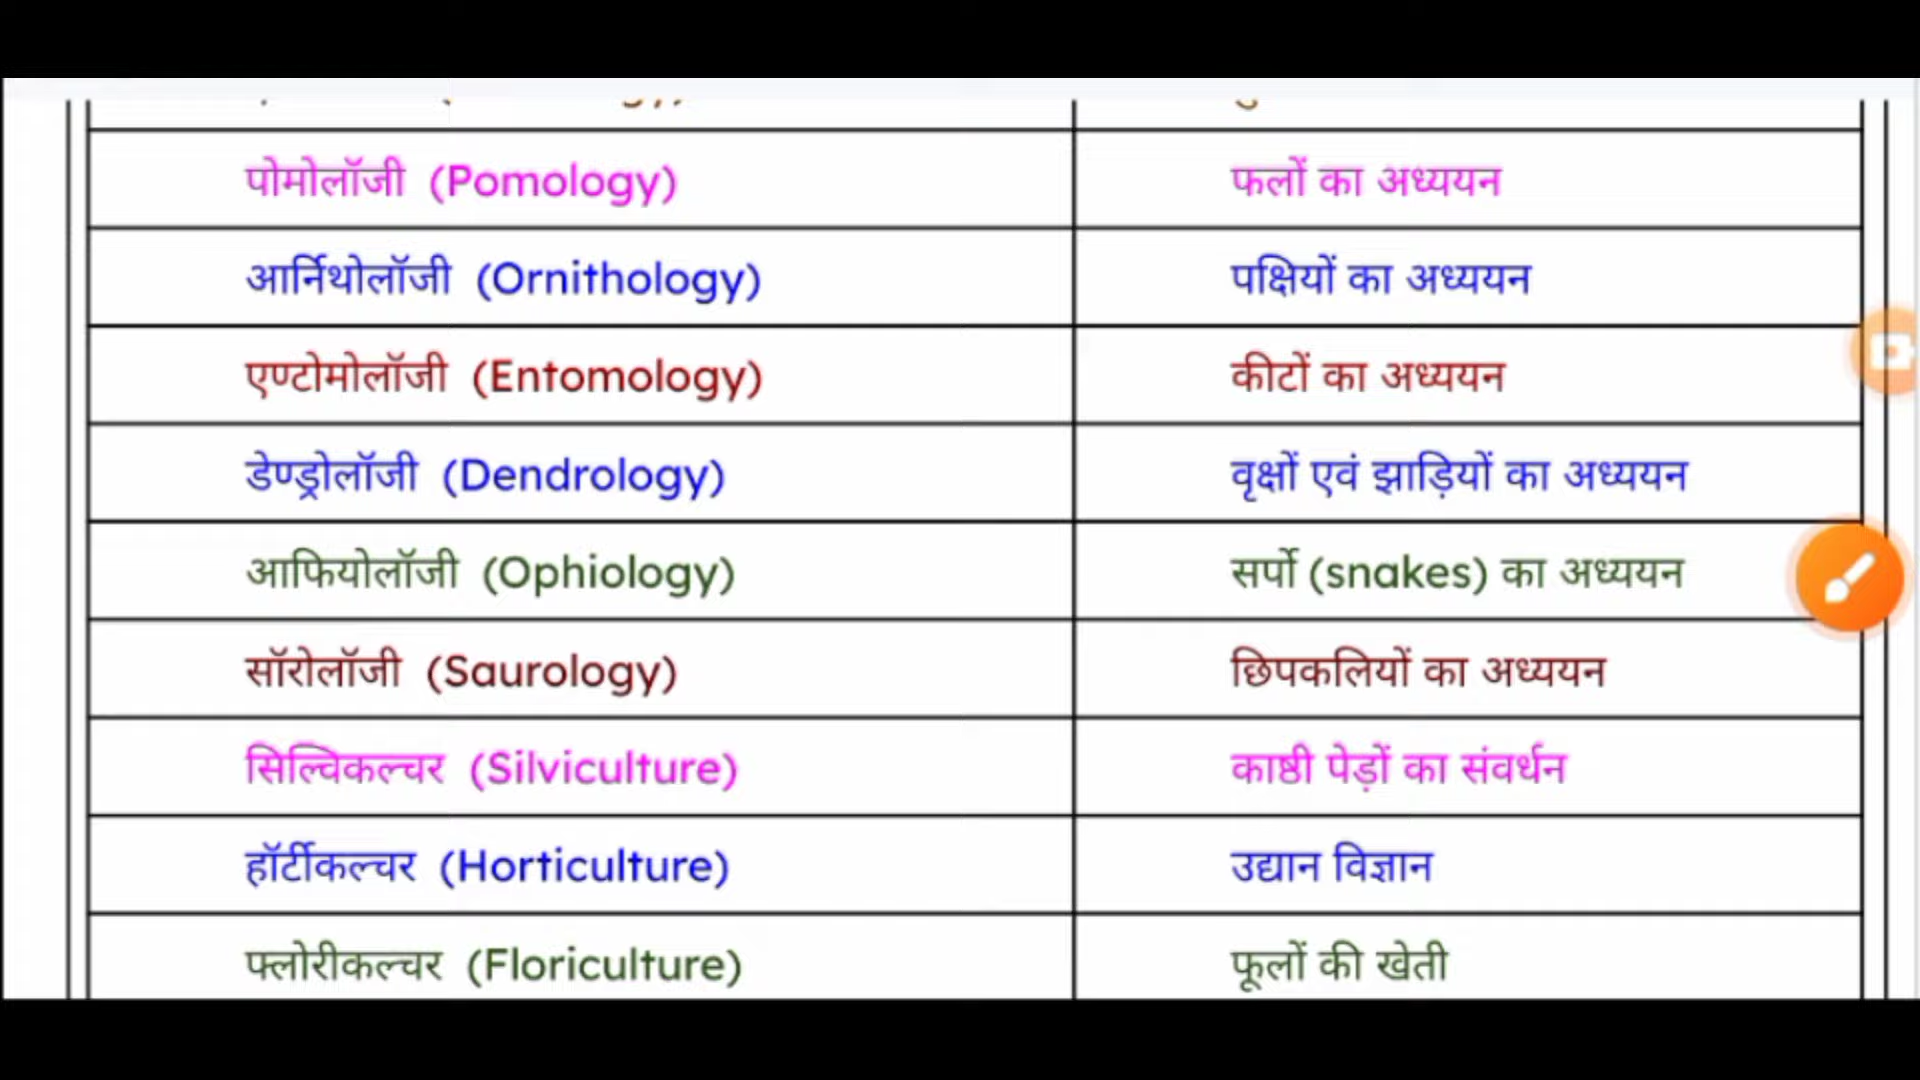 पोमोलॉजी (Pomology) फलों का अध्ययन
आर्निथोलॉजी (Ornithology) पक्षियों का अध्ययन
एण्टोमोलॉजी (Entomology) कीटों का अध्ययन
डेण्ड्रोलॉजी (Dendrology) वृक्षों एवं झाड़ियों का अध्ययन
आफियोलॉजी (Ophiology) सर्पो (snakes) का अध्ययन
सॉरोलॉजी (Saurology) छिपकलियों का अध्ययन
सिल्विकल्चर (Silviculture) काष्ठी पेड़ों का संवर्धन
हॉर्टीकल्चर (Horticulture) उद्यान विज्ञान
फ्लोरीकल्चर (Floriculture) फूलों की खेती